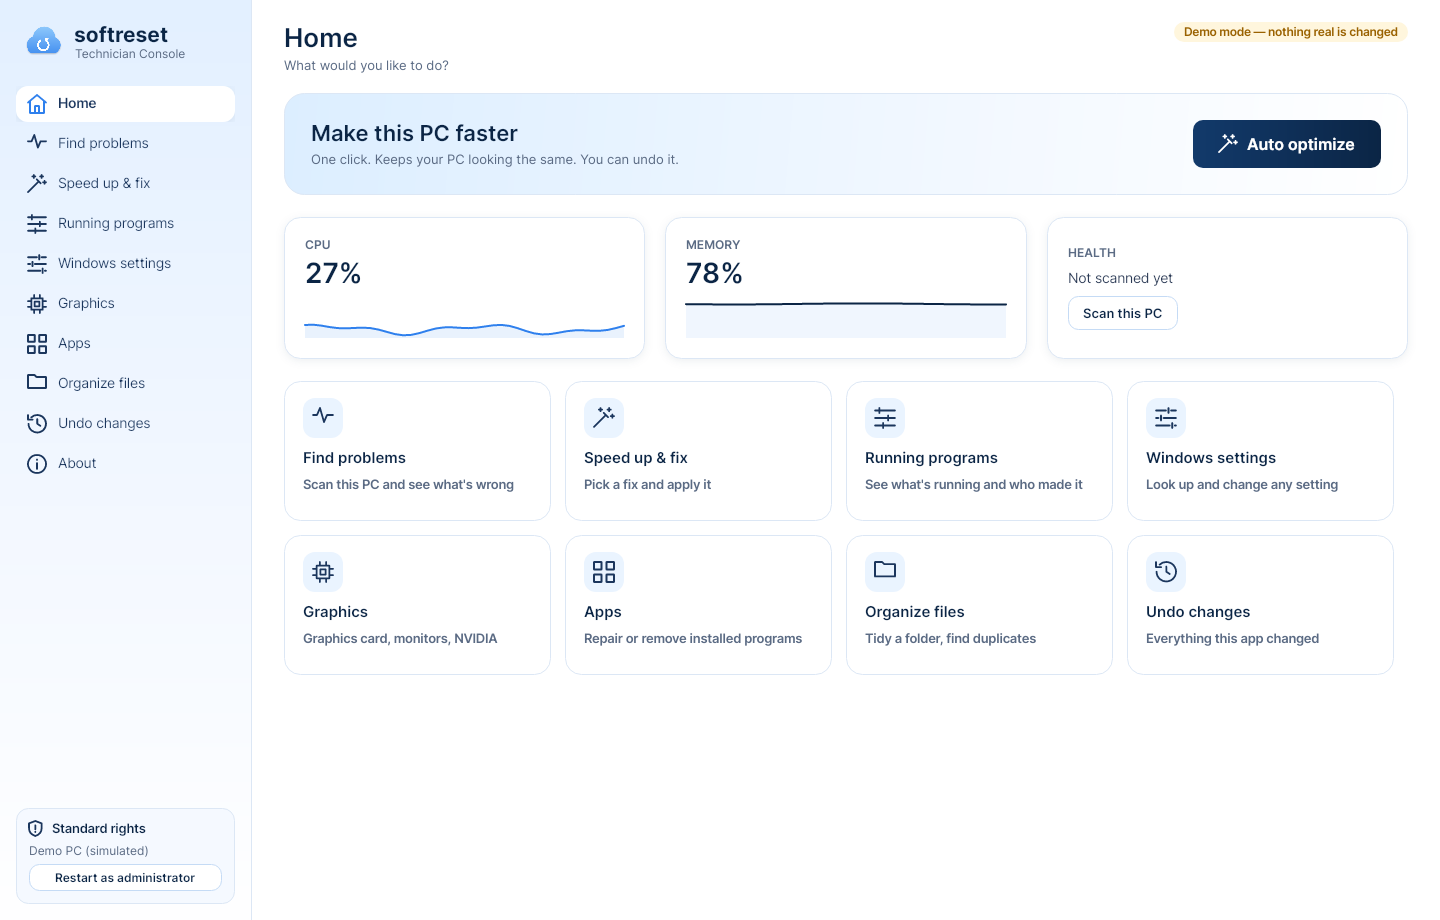 softreset
Technician Console
Home
Find problems
Speed up & fix
Running programs
Windows settings
Graphics
Apps
Organize files
Undo changes
About
Standard rights
Demo PC (simulated)
Restart as administrator
Home
What would you like to do?
Demo mode — nothing real is changed
Make this PC faster
One click. Keeps your PC looking the same. You can undo it.
Auto optimize
CPU
27%
MEMORY
78%
HEALTH
Not scanned yet
Scan this PC
Find problems
Scan this PC and see what's wrong
Speed up & fix
Pick a fix and apply it
Running programs
See what's running and who made it
Windows settings
Look up and change any setting
Graphics
Graphics card, monitors, NVIDIA
Apps
Repair or remove installed programs
Organize files
Tidy a folder, find duplicates
Undo changes
Everything this app changed